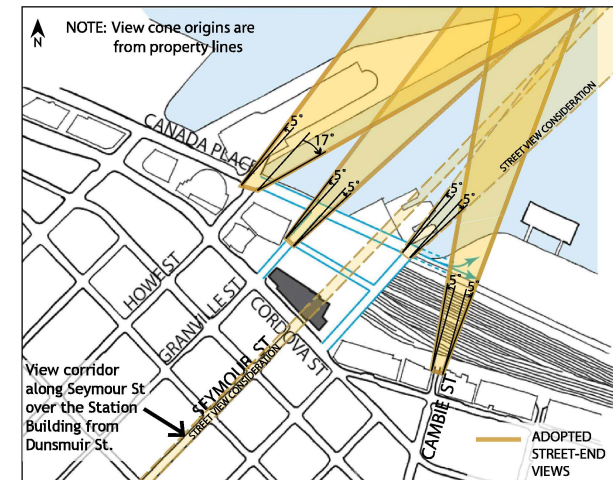 N
NOTE: View cone origins are
from property lines
CANADA PLACE
5°
17°
5°
5°
5°
5°
5°
5°
STREET VIEW CONSIDERATION
HOWE ST
GRANVILLE ST
CORDOVA ST
SEYMOUR ST
STREET VIEW CONSIDERATION
CAMBIE ST
View corridor
along Seymour St
over the Station
Building from
Dunsmuir St.
ADOPTED
STREET-END
VIEWS